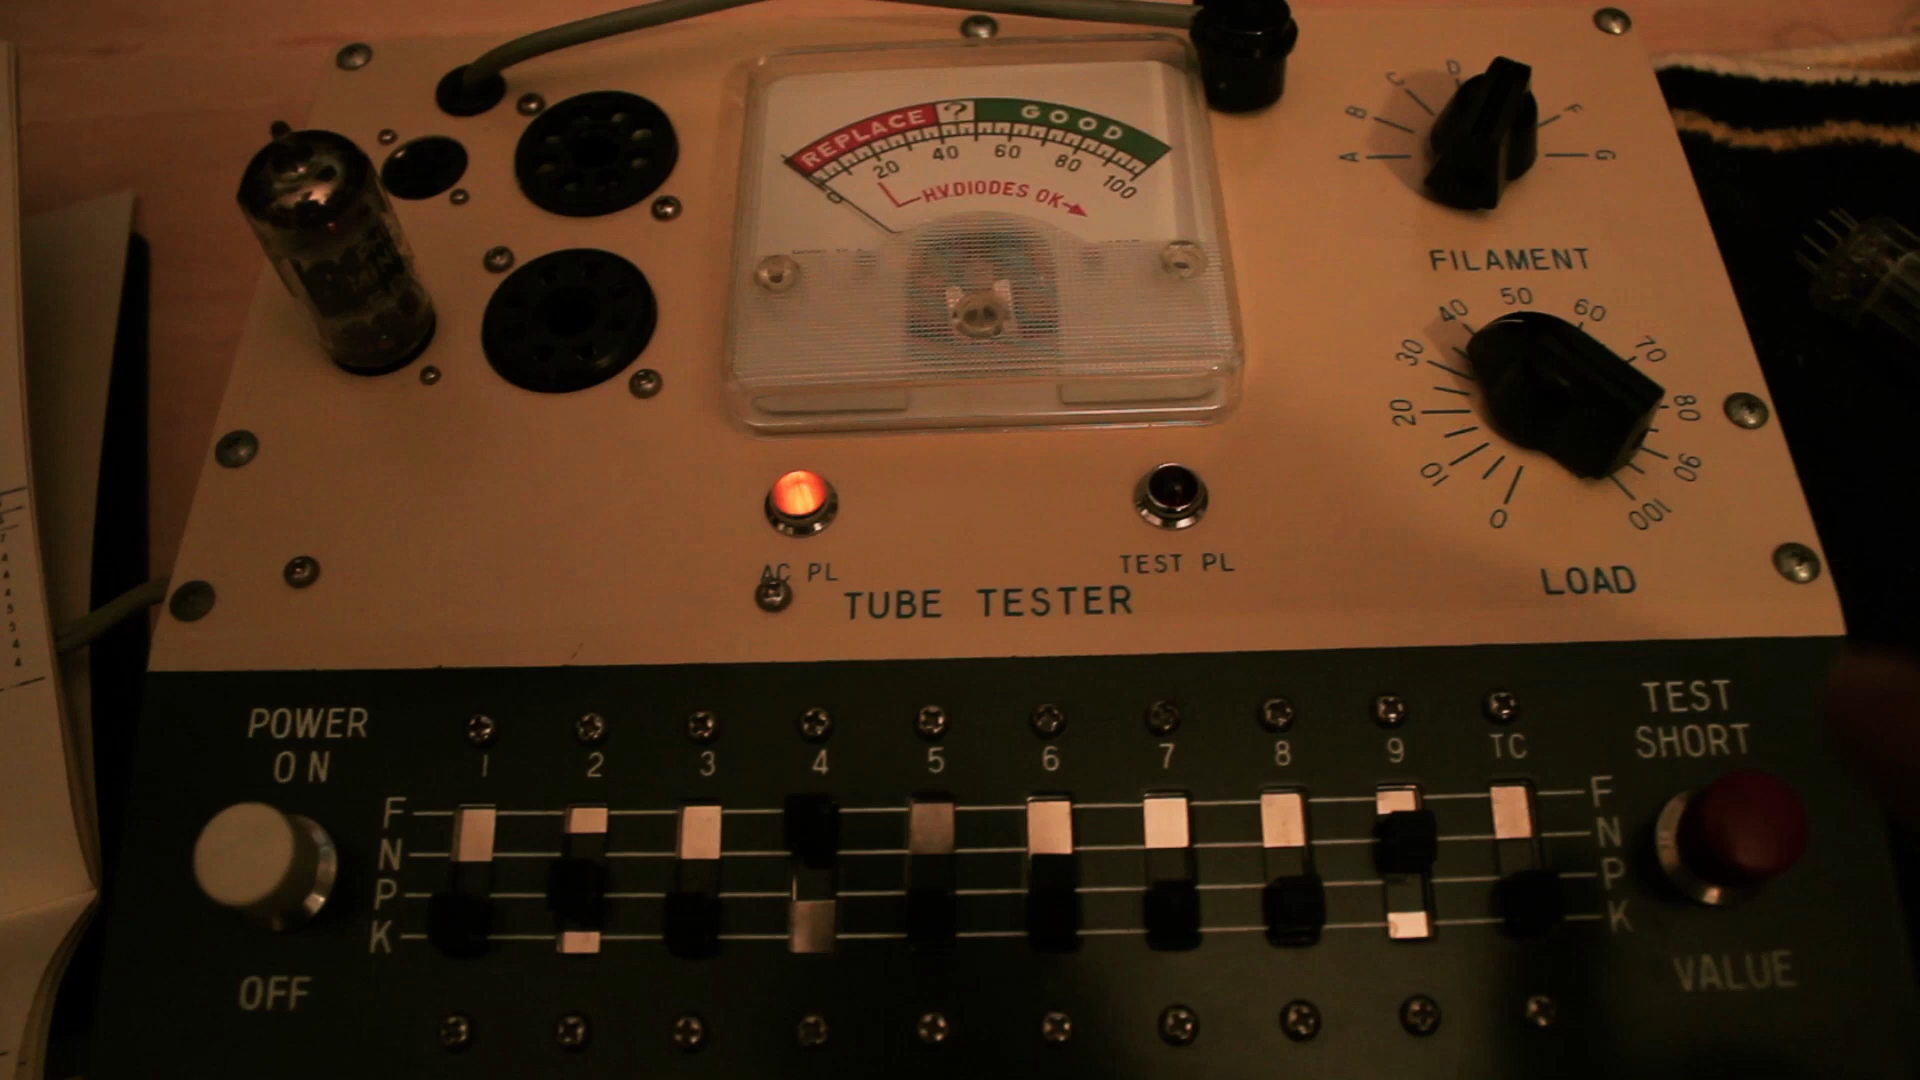 REPLACE ? GOOD
0 20 40 60 80 100
H.V. DIODES OK
A B C D F G
FILAMENT
0 10 20 30 40 50 60 70 80 90 100
LOAD
AC PL
TEST PL
TUBE TESTER
POWER
ON
OFF
1 2 3 4 5 6 7 8 9 TC
F F
N N
P P
K K
TEST
SHORT
VALUE